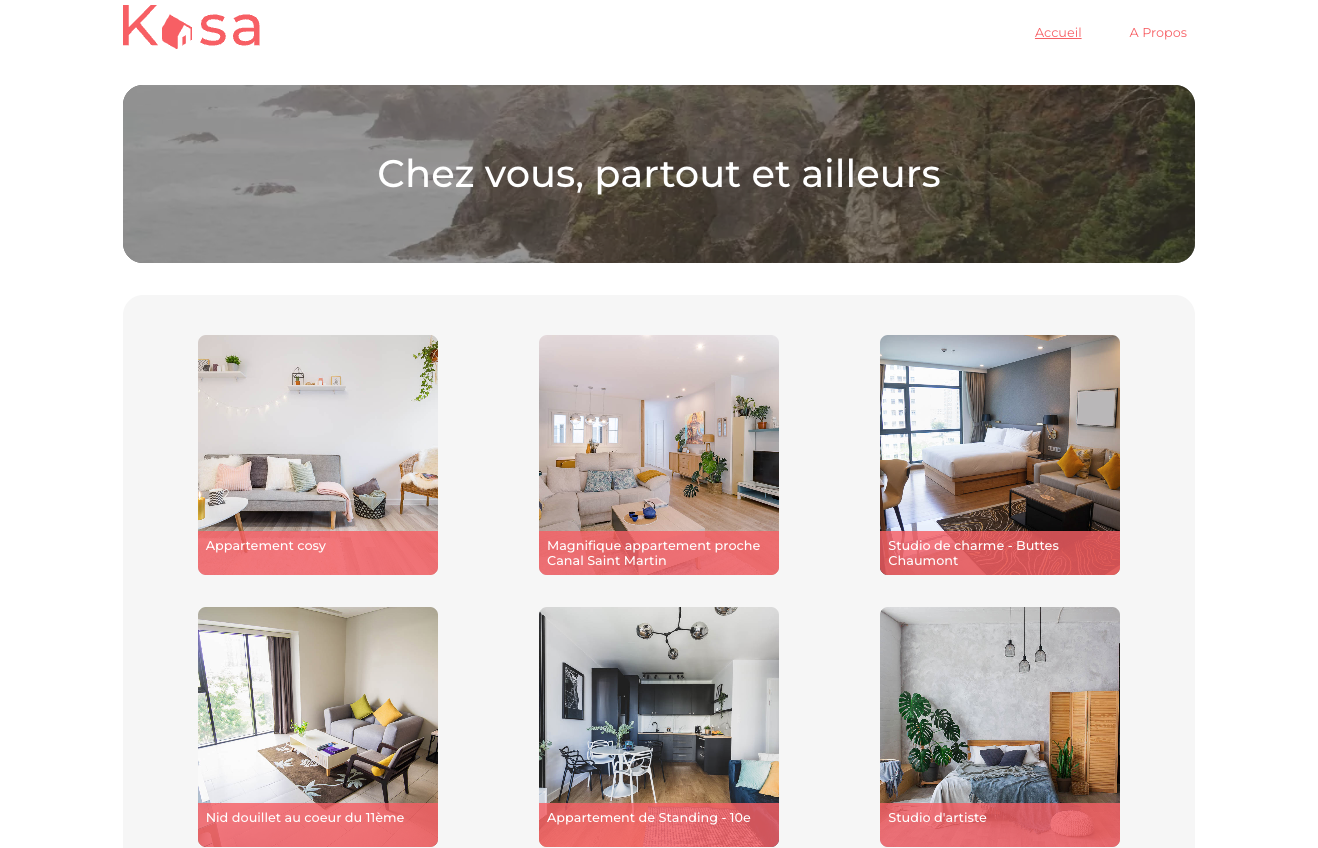 Kasa
Accueil
A Propos
Chez vous, partout et ailleurs
Appartement cosy
Magnifique appartement proche
Canal Saint Martin
Studio de charme - Buttes
Chaumont
Nid douillet au coeur du 11ème
Appartement de Standing - 10e
Studio d'artiste